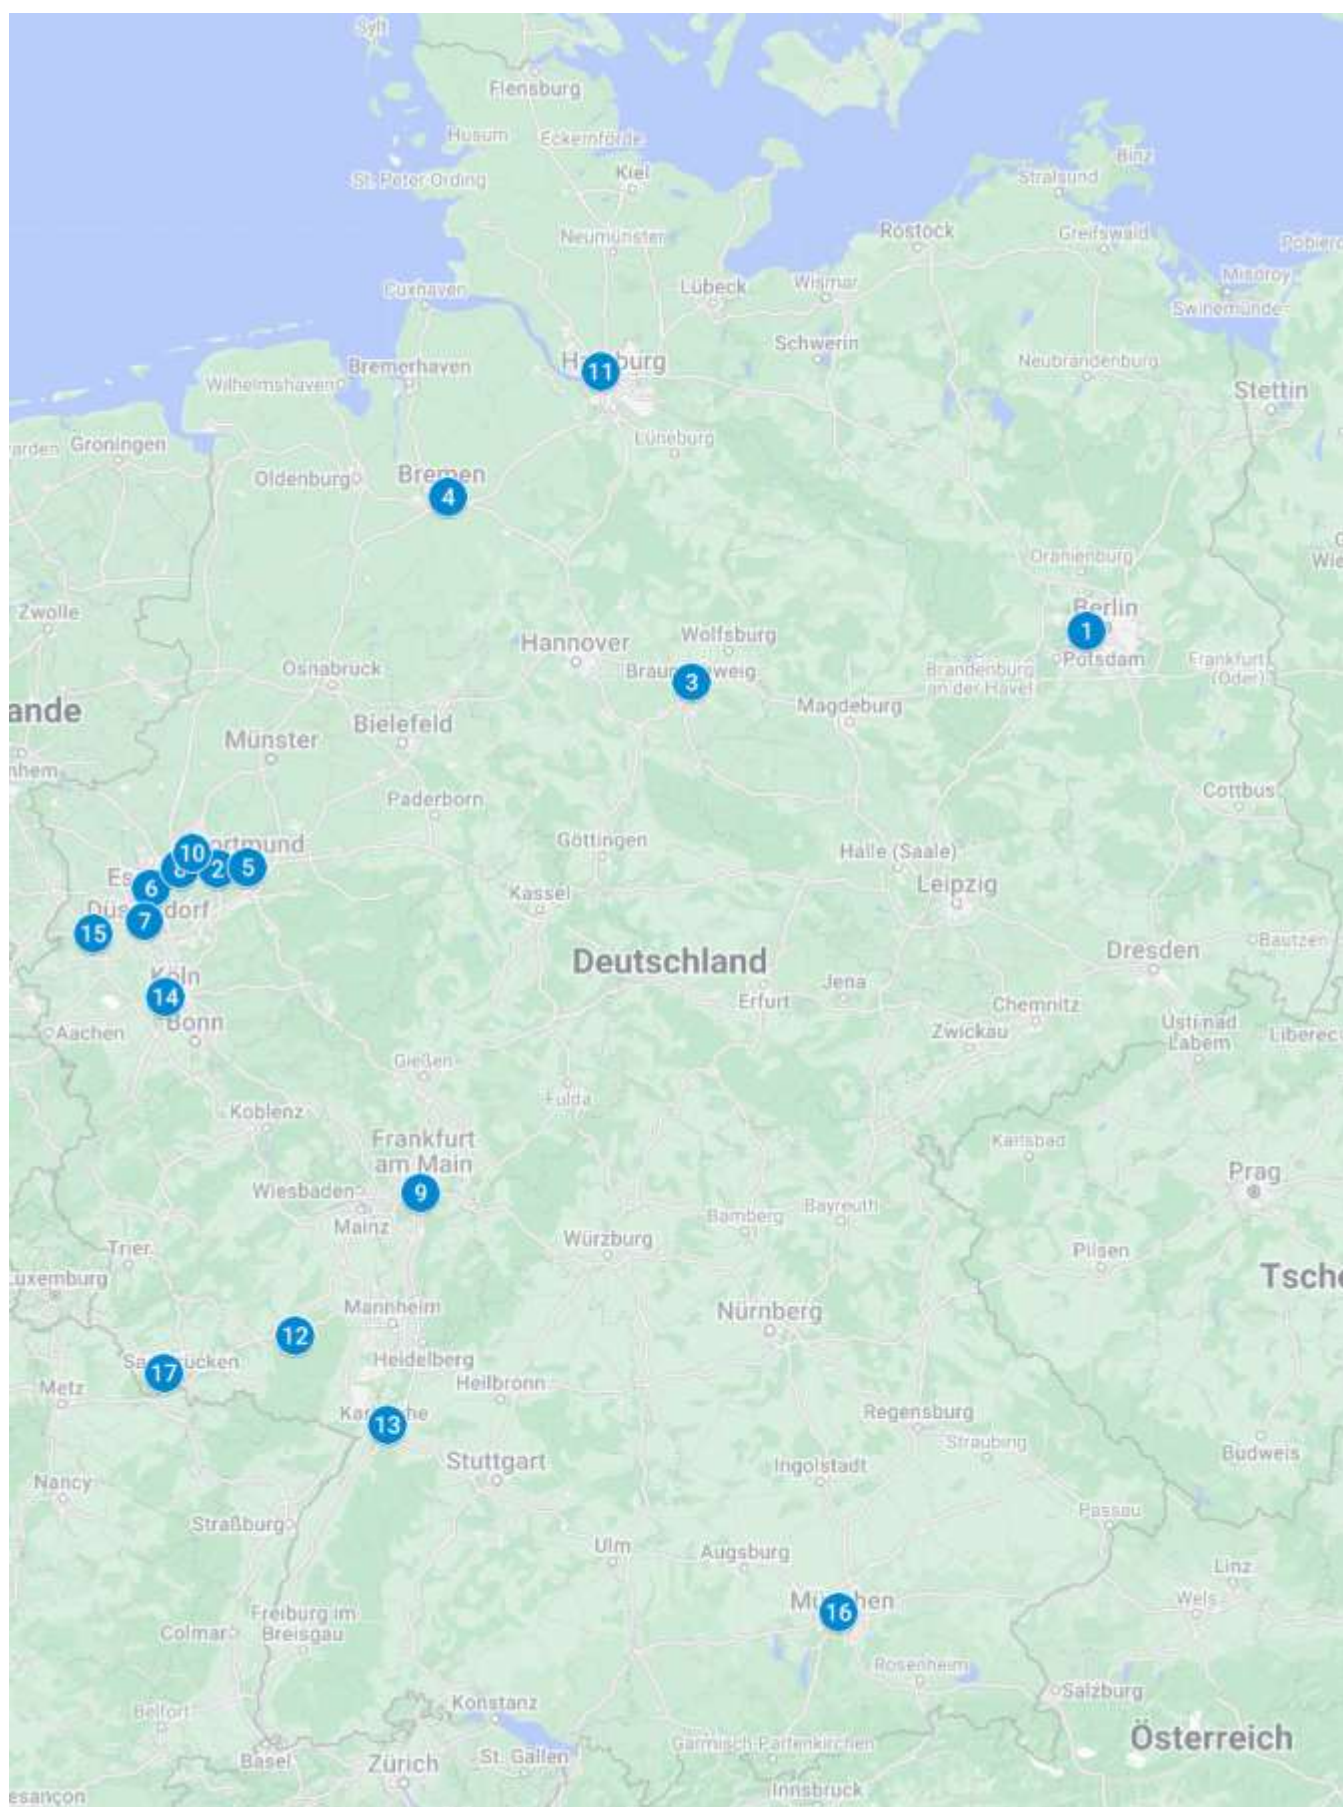 Sylt
Flensburg
Husum
Eckernförde
Binz
St. Peter-Ording
Kiel
Stralsund
Neumünster
Rostock
Greifswald
Misdroy
Cuxhaven
Lübeck
Wismar
Swinemünde
Schwerin
Bremerhaven
11
Neubrandenburg
Wilhelmshaven
Stettin
Groningen
Lüneburg
Oldenburg
Bremen
4
Oranienburg
Zwolle
Berlin
1
Hannover
Wolfsburg
Potsdam
Frankfurt
(Oder)
Osnabrück
3
Brandenburg
an der Havel
Magdeburg
ande
Münster
Bielefeld
nhem
Cottbus
Paderborn
Göttingen
Halle (Saale)
10
ortmund
8
2
5
6
Kassel
Leipzig
7
15
Deutschland
Dresden
Bautzen
Köln
14
Bonn
Aachen
Erfurt
Jena
Chemnitz
Zwickau
Ústí nad
Labem
Liberec
Gießen
Fulda
Koblenz
Frankfurt
am Main
9
Karlsbad
Prag
Wiesbaden
Mainz
Bamberg
Bayreuth
Würzburg
Trier
Pilsen
uxemburg
Tsche
Mannheim
Nürnberg
12
17
Heidelberg
Metz
Heilbronn
13
Regensburg
Straubing
Stuttgart
Ingolstadt
Budweis
Nancy
Passau
Straßburg
Ulm
Augsburg
Linz
Wels
16
Freiburg im
Breisgau
Colmar
Rosenheim
Salzburg
Belfort
Konstanz
Österreich
Garmisch-Partenkirchen
Basel
Zürich
St. Gallen
Innsbruck
esançon